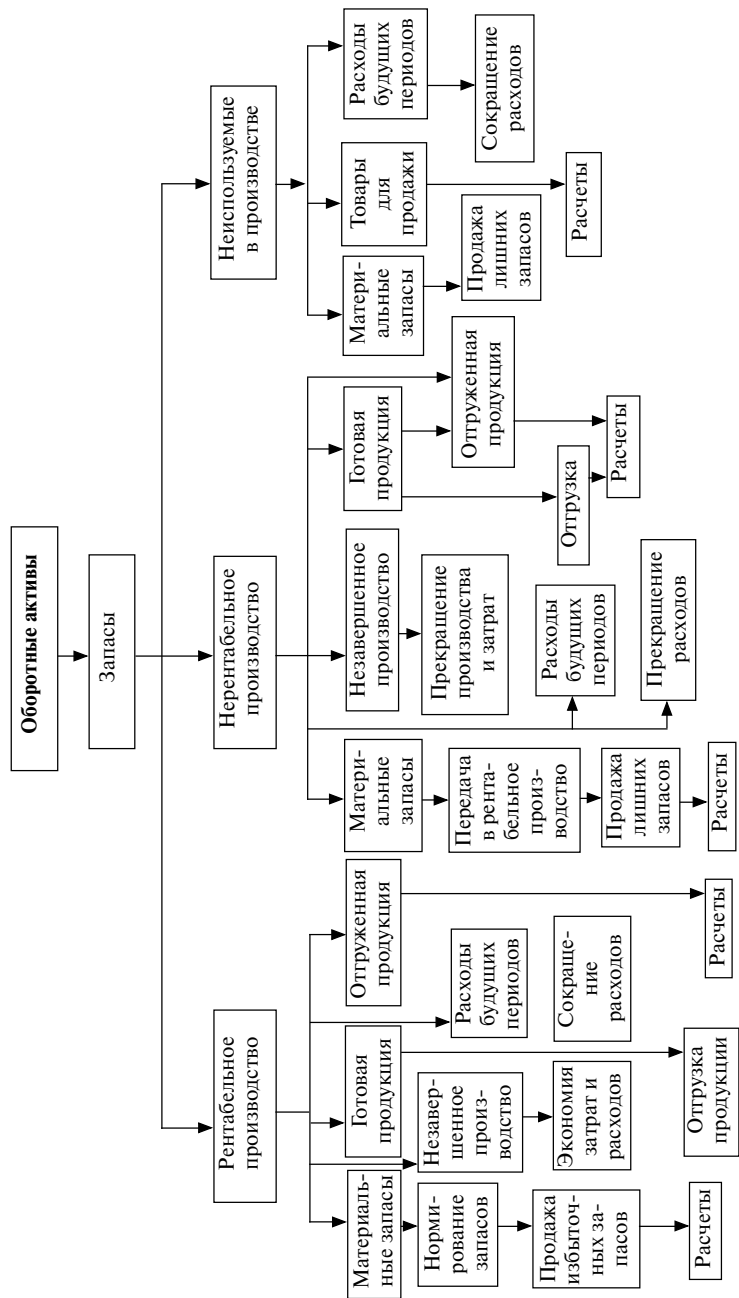 Оборотные активы
Запасы
Рентабельное
производство
Нерентабельное
производство
Неиспользуемые
в производстве
Материаль-
ные запасы
Норми-
рование
запасов
Продажа
избыточ-
ных за-
пасов
Расчеты
Незавер-
шенное
произ-
водство
Экономия
затрат и
расходов
Готовая
продукция
Отгрузка
продукции
Расходы
будущих
периодов
Сокраще-
ние
расходов
Отгруженная
продукция
Расчеты
Матери-
альные
запасы
Передача
в рента-
бельное
произ-
водство
Продажа
лишних
запасов
Расчеты
Незавершенное
производство
Прекращение
производства
и затрат
Расходы
будущих
периодов
Прекращение
расходов
Готовая
продукция
Отгрузка
Отгруженная
продукция
Расчеты
Матери-
альные
запасы
Продажа
лишних
запасов
Товары
для
продажи
Расчеты
Расходы
будущих
периодов
Сокращение
расходов